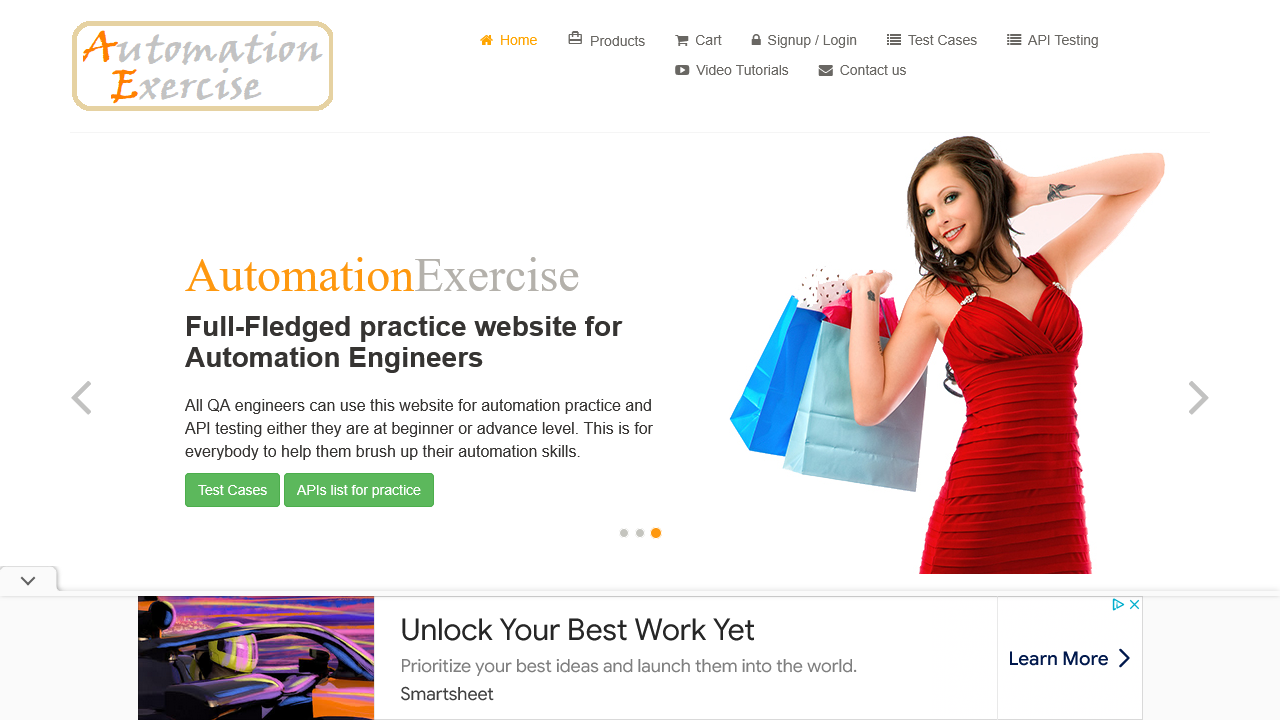 Automation
Exercise
Home
Products
Cart
Signup / Login
Test Cases
API Testing
Video Tutorials
Contact us
AutomationExercise
Full-Fledged practice website for
Automation Engineers
All QA engineers can use this website for automation practice and
API testing either they are at beginner or advance level. This is for
everybody to help them brush up their automation skills.
Test Cases
APIs list for practice
Unlock Your Best Work Yet
Prioritize your best ideas and launch them into the world.
Smartsheet
Learn More